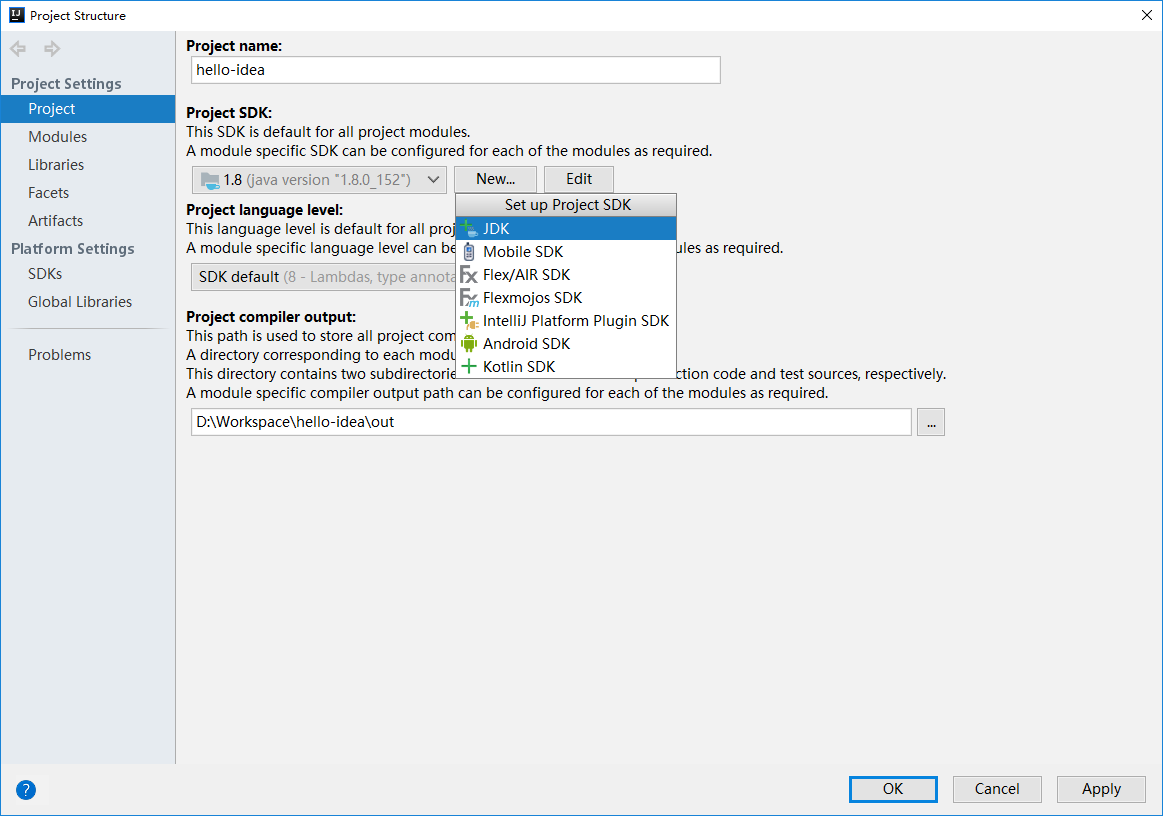 Project Structure
Project Settings
Project
Modules
Libraries
Facets
Artifacts
Platform Settings
SDKs
Global Libraries
Problems
Project name:
hello-idea
Project SDK:
This SDK is default for all project modules.
A module specific SDK can be configured for each of the modules as required.
1.8 (java version "1.8.0_152") New... Edit
Set up Project SDK
JDK
Mobile SDK
Flex/AIR SDK
Flexmojos SDK
IntelliJ Platform Plugin SDK
Android SDK
Kotlin SDK
Project language level:
This language level is default for all proj
A module specific language level can be ules as required.
SDK default (8 - Lambdas, type annota
Project compiler output:
This path is used to store all project com
A directory corresponding to each modu
This directory contains two subdirectorie ction code and test sources, respectively.
A module specific compiler output path can be configured for each of the modules as required.
D:\Workspace\hello-idea\out ...
? OK Cancel Apply